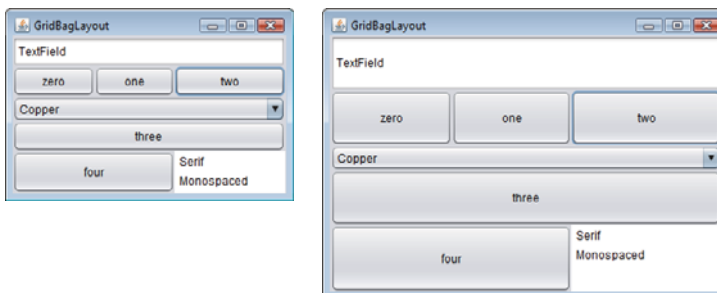 GridBagLayout
TextField
zero one two
Copper
three
four
Serif
Monospaced
GridBagLayout
TextField
zero one two
Copper
three
four
Serif
Monospaced